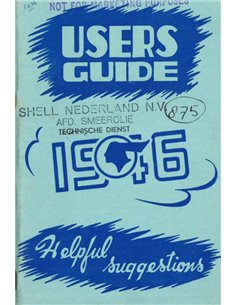 NOT FOR MARKETING PURPOSES
USERS
GUIDE
SHELL NEDERLAND N.V.
875
AFD. SMEEROLIE
TECHNISCHE DIENST
1946
Helpful
suggestions